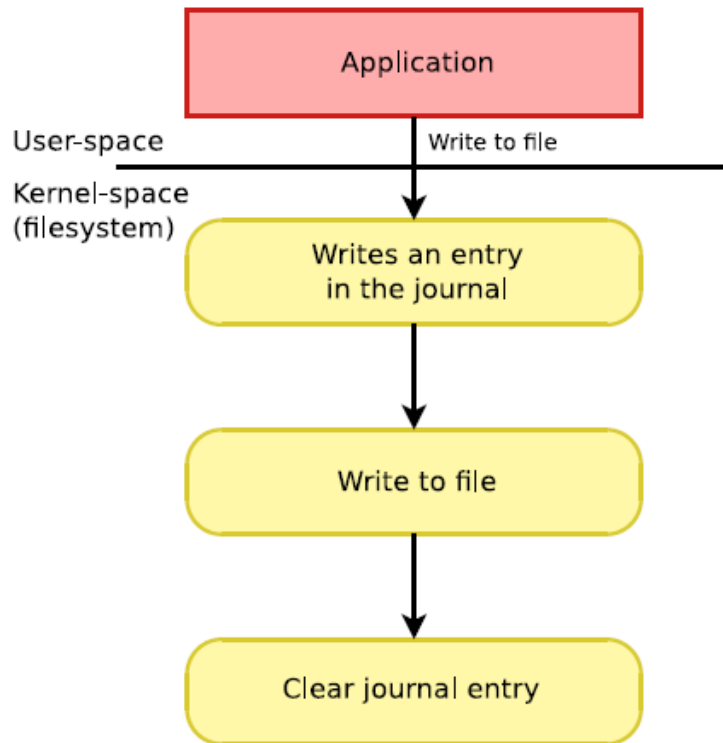 Application
User-space
Write to file
Kernel-space
(filesystem)
Writes an entry
in the journal
Write to file
Clear journal entry